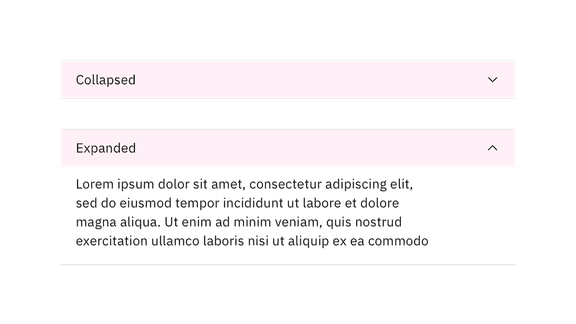 Collapsed
Expanded
Lorem ipsum dolor sit amet, consectetur adipiscing elit,
sed do eiusmod tempor incididunt ut labore et dolore
magna aliqua. Ut enim ad minim veniam, quis nostrud
exercitation ullamco laboris nisi ut aliquip ex ea commodo